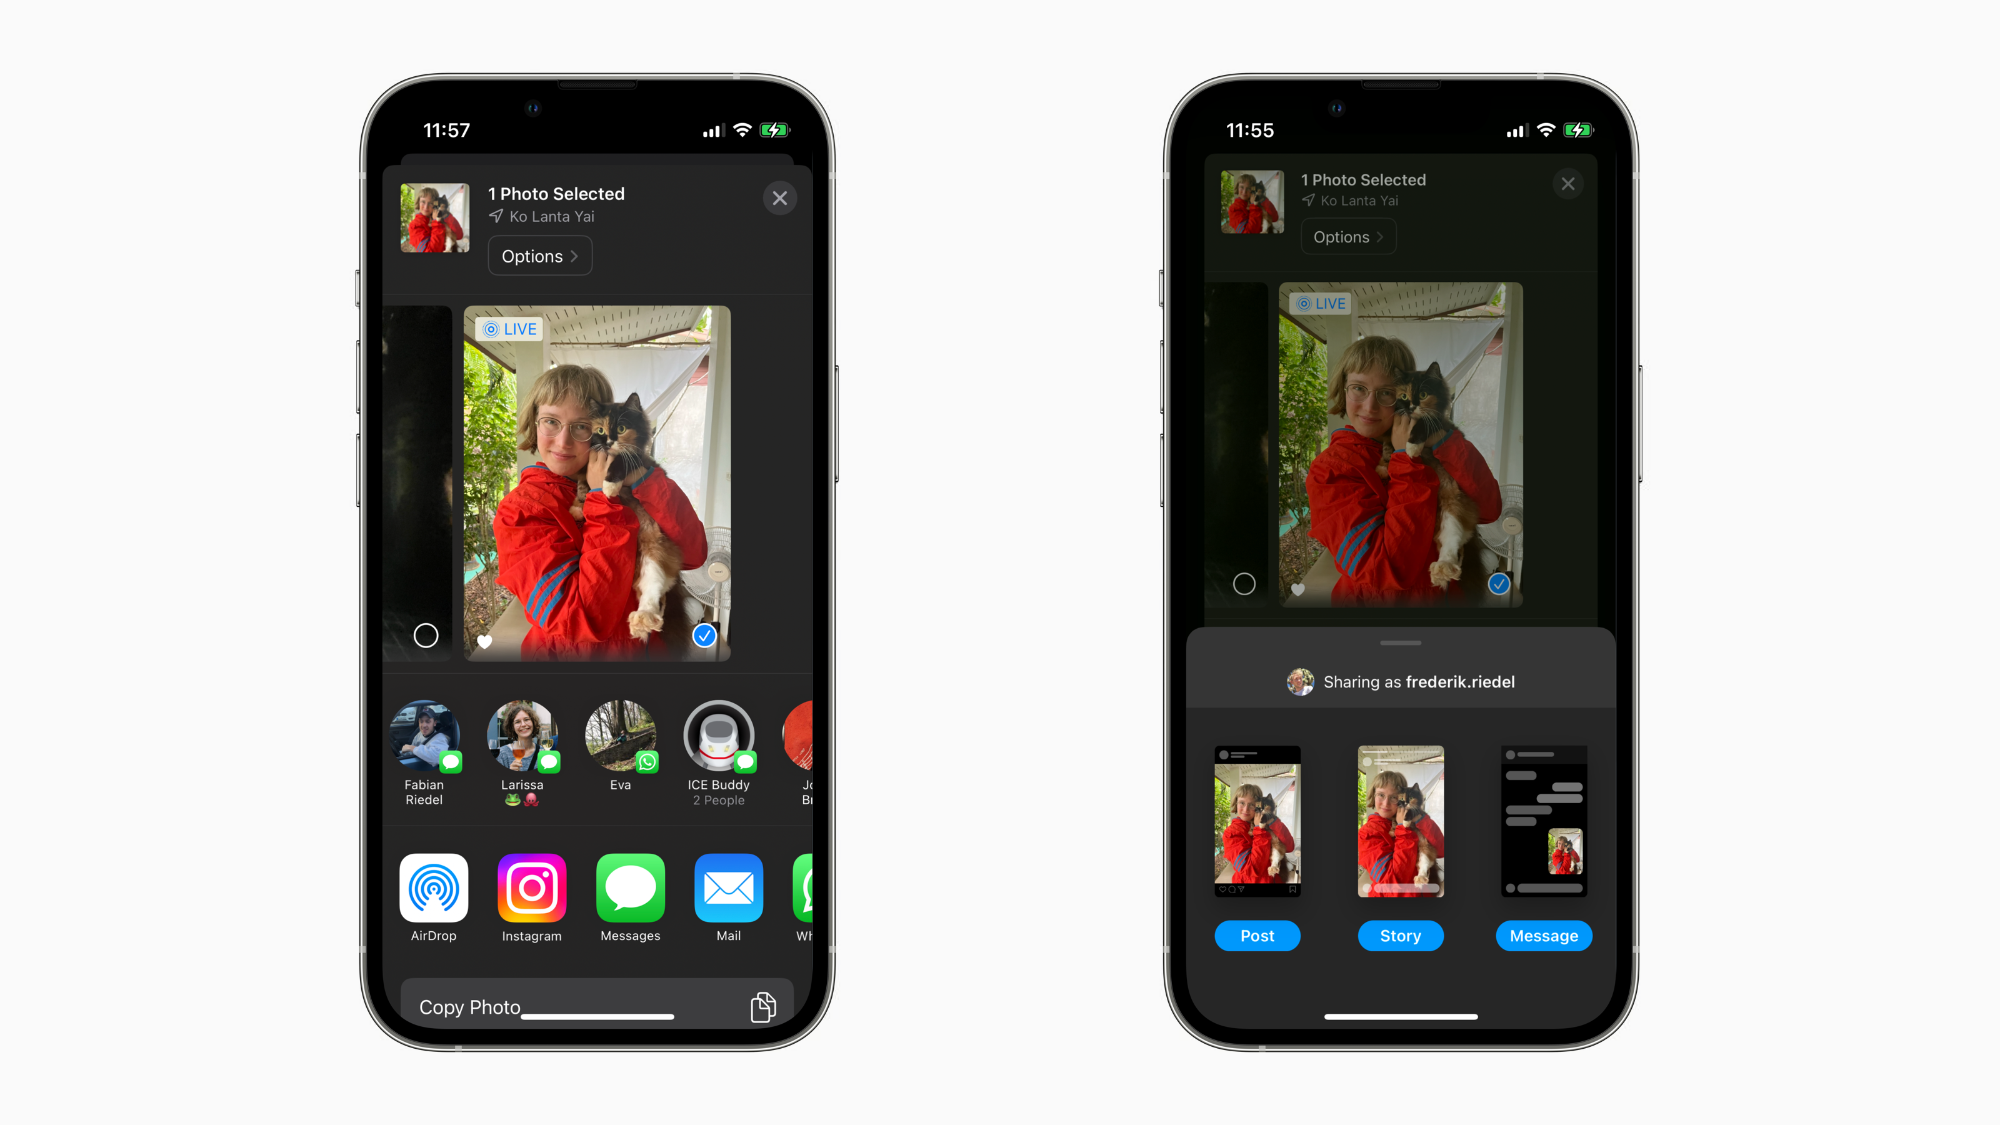 11:57
1 Photo Selected
Ko Lanta Yai
Options
LIVE
Fabian
Riedel
Larissa
🐸🐙
Eva
ICE Buddy
2 People
Jo
Br
AirDrop
Instagram
Messages
Mail
Wh
Copy Photo
11:55
1 Photo Selected
Ko Lanta Yai
Options
LIVE
Sharing as frederik.riedel
Post
Story
Message